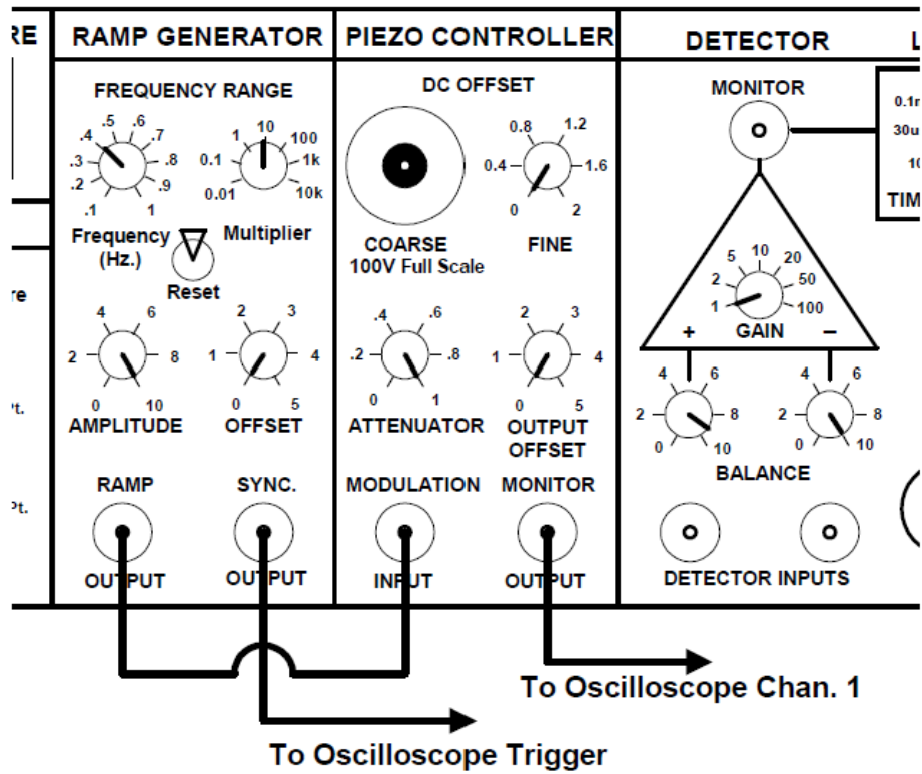 RE
RAMP GENERATOR
PIEZO CONTROLLER
DETECTOR
L
FREQUENCY RANGE
.1
.2
.3
.4
.5
.6
.7
.8
.9
1
0.01
0.1
1
10
100
1k
10k
Frequency
(Hz.)
Multiplier
Reset
0
2
4
6
8
10
AMPLITUDE
0
1
2
3
4
5
OFFSET
RAMP
OUTPUT
SYNC.
OUTPUT
DC OFFSET
COARSE
100V Full Scale
0
0.4
0.8
1.2
1.6
2
FINE
0
.2
.4
.6
.8
1
ATTENUATOR
0
1
2
3
4
5
OUTPUT
OFFSET
MODULATION
INPUT
MONITOR
OUTPUT
MONITOR
1
2
5
10
20
50
100
+
GAIN
−
0
2
4
6
8
10
0
2
4
6
8
10
BALANCE
DETECTOR INPUTS
0.1r
30u
10
TIM
re
Pt.
Pt.
To Oscilloscope Chan. 1
To Oscilloscope Trigger